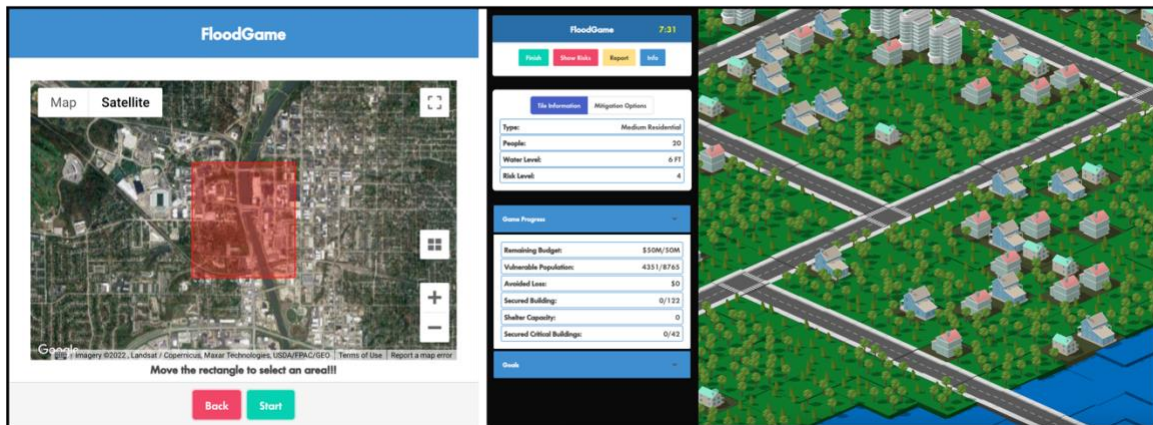 FloodGame
Map Satellite
Google
Imagery ©2022 , Landsat / Copernicus, Maxar Technologies, USDA/FPAC/GEO Terms of Use Report a map error
Move the rectangle to select an area!!!
Back Start
FloodGame 7:31
Finish Show Risks Report Info
Tile Information Mitigation Options
Type: Medium Residential
People: 20
Water Level: 6 FT
Risk Level: 4
Game Progress
Remaining Budget: $50M/50M
Vulnerable Population: 4351/8765
Avoided Loss: $0
Secured Building: 0/122
Shelter Capacity: 0
Secured Critical Buildings: 0/42
Goals